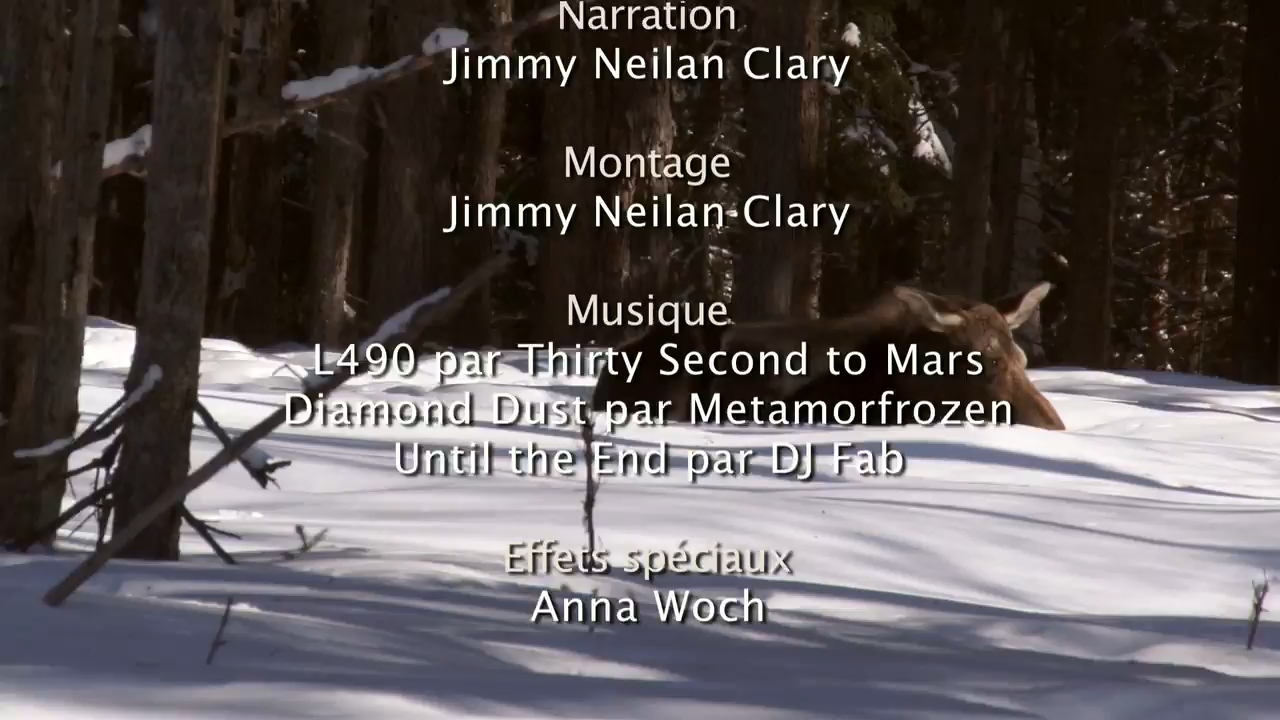 Narration
Jimmy Neilan Clary
Montage
Jimmy Neilan-Clary
Musique
L490 par Thirty Second to Mars
Diamond Dust par Metamorfrozen
Until the End par DJ Fab
Effets spéciaux
Anna Woch